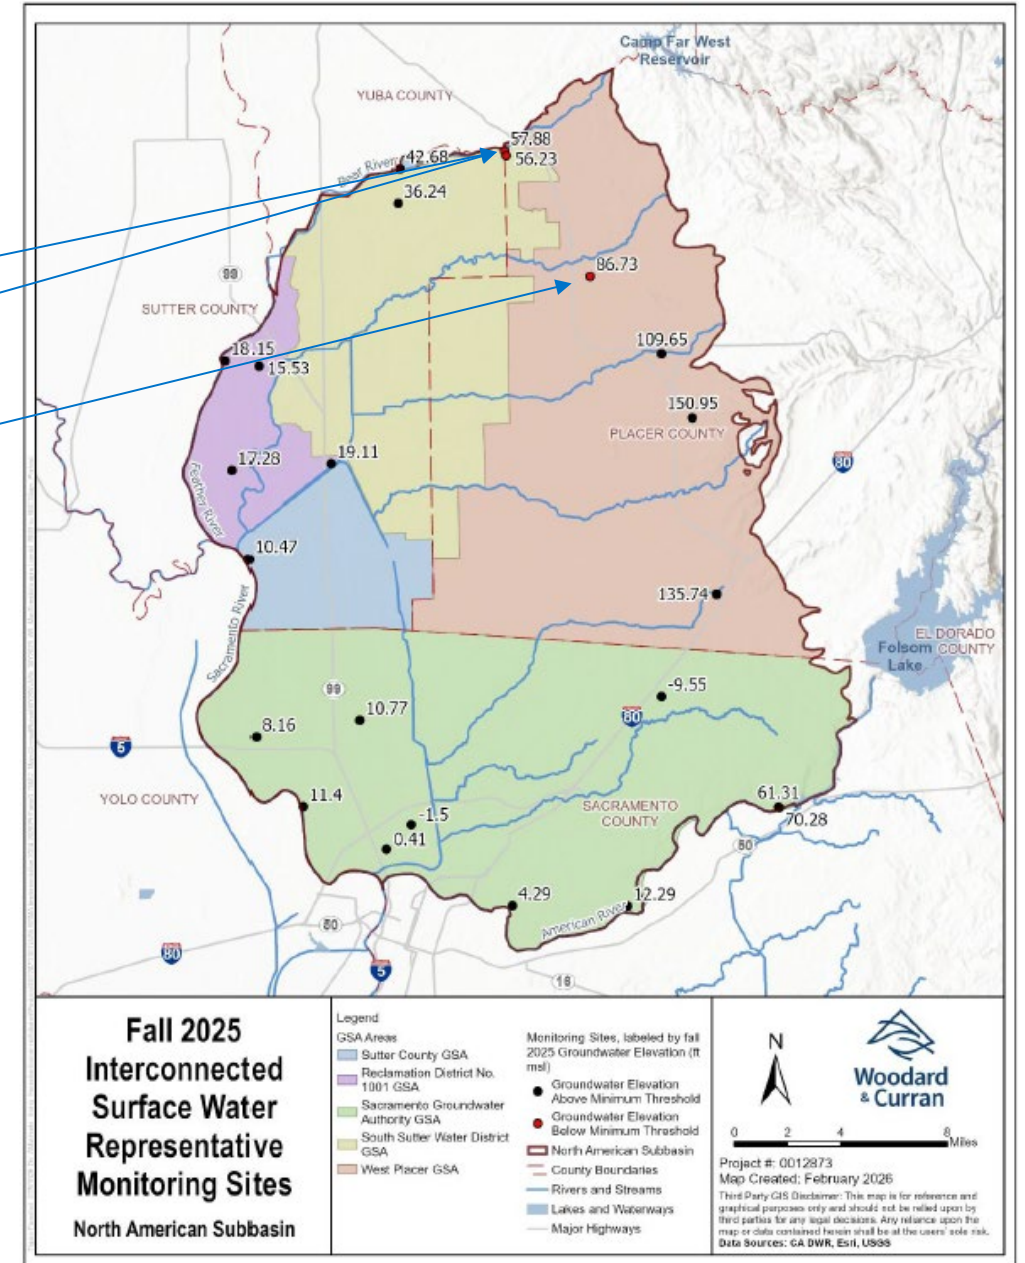 Camp Far West
Reservoir
YUBA COUNTY
57.88
42.68
56.23
Bear River
36.24
86.73
99
SUTTER COUNTY
18.15
15.53
109.65
150.95
PLACER COUNTY
80
17.28
19.11
Feather River
10.47
135.74
Sacramento River
EL DORADO
COUNTY
Folsom
Lake
-9.55
99
10.77
80
8.16
5
YOLO COUNTY
11.4
-1.5
0.41
SACRAMENTO
COUNTY
61.31
70.28
50
4.29
12.29
American River
50
80
5
16
Fall 2025
Interconnected
Surface Water
Representative
Monitoring Sites
North American Subbasin
Legend
GSA Areas
Sutter County GSA
Reclamation District No.
1001 GSA
Sacramento Groundwater
Authority GSA
South Sutter Water District
GSA
West Placer GSA
Monitoring Sites, labeled by fall
2025 Groundwater Elevation (ft
msl)
Groundwater Elevation
Above Minimum Threshold
Groundwater Elevation
Below Minimum Threshold
North American Subbasin
County Boundaries
Rivers and Streams
Lakes and Waterways
Major Highways
N
Woodard
& Curran
0 2 4 8 Miles
Project #: 0012873
Map Created: February 2026
Third Party GIS Disclaimer: This map is for reference and
graphical purposes only and should not be relied upon by
third parties for any legal decisions. Any reliance upon the
map or data contained herein shall be at the users' sole risk.
Data Sources: CA DWR, Esri, USGS